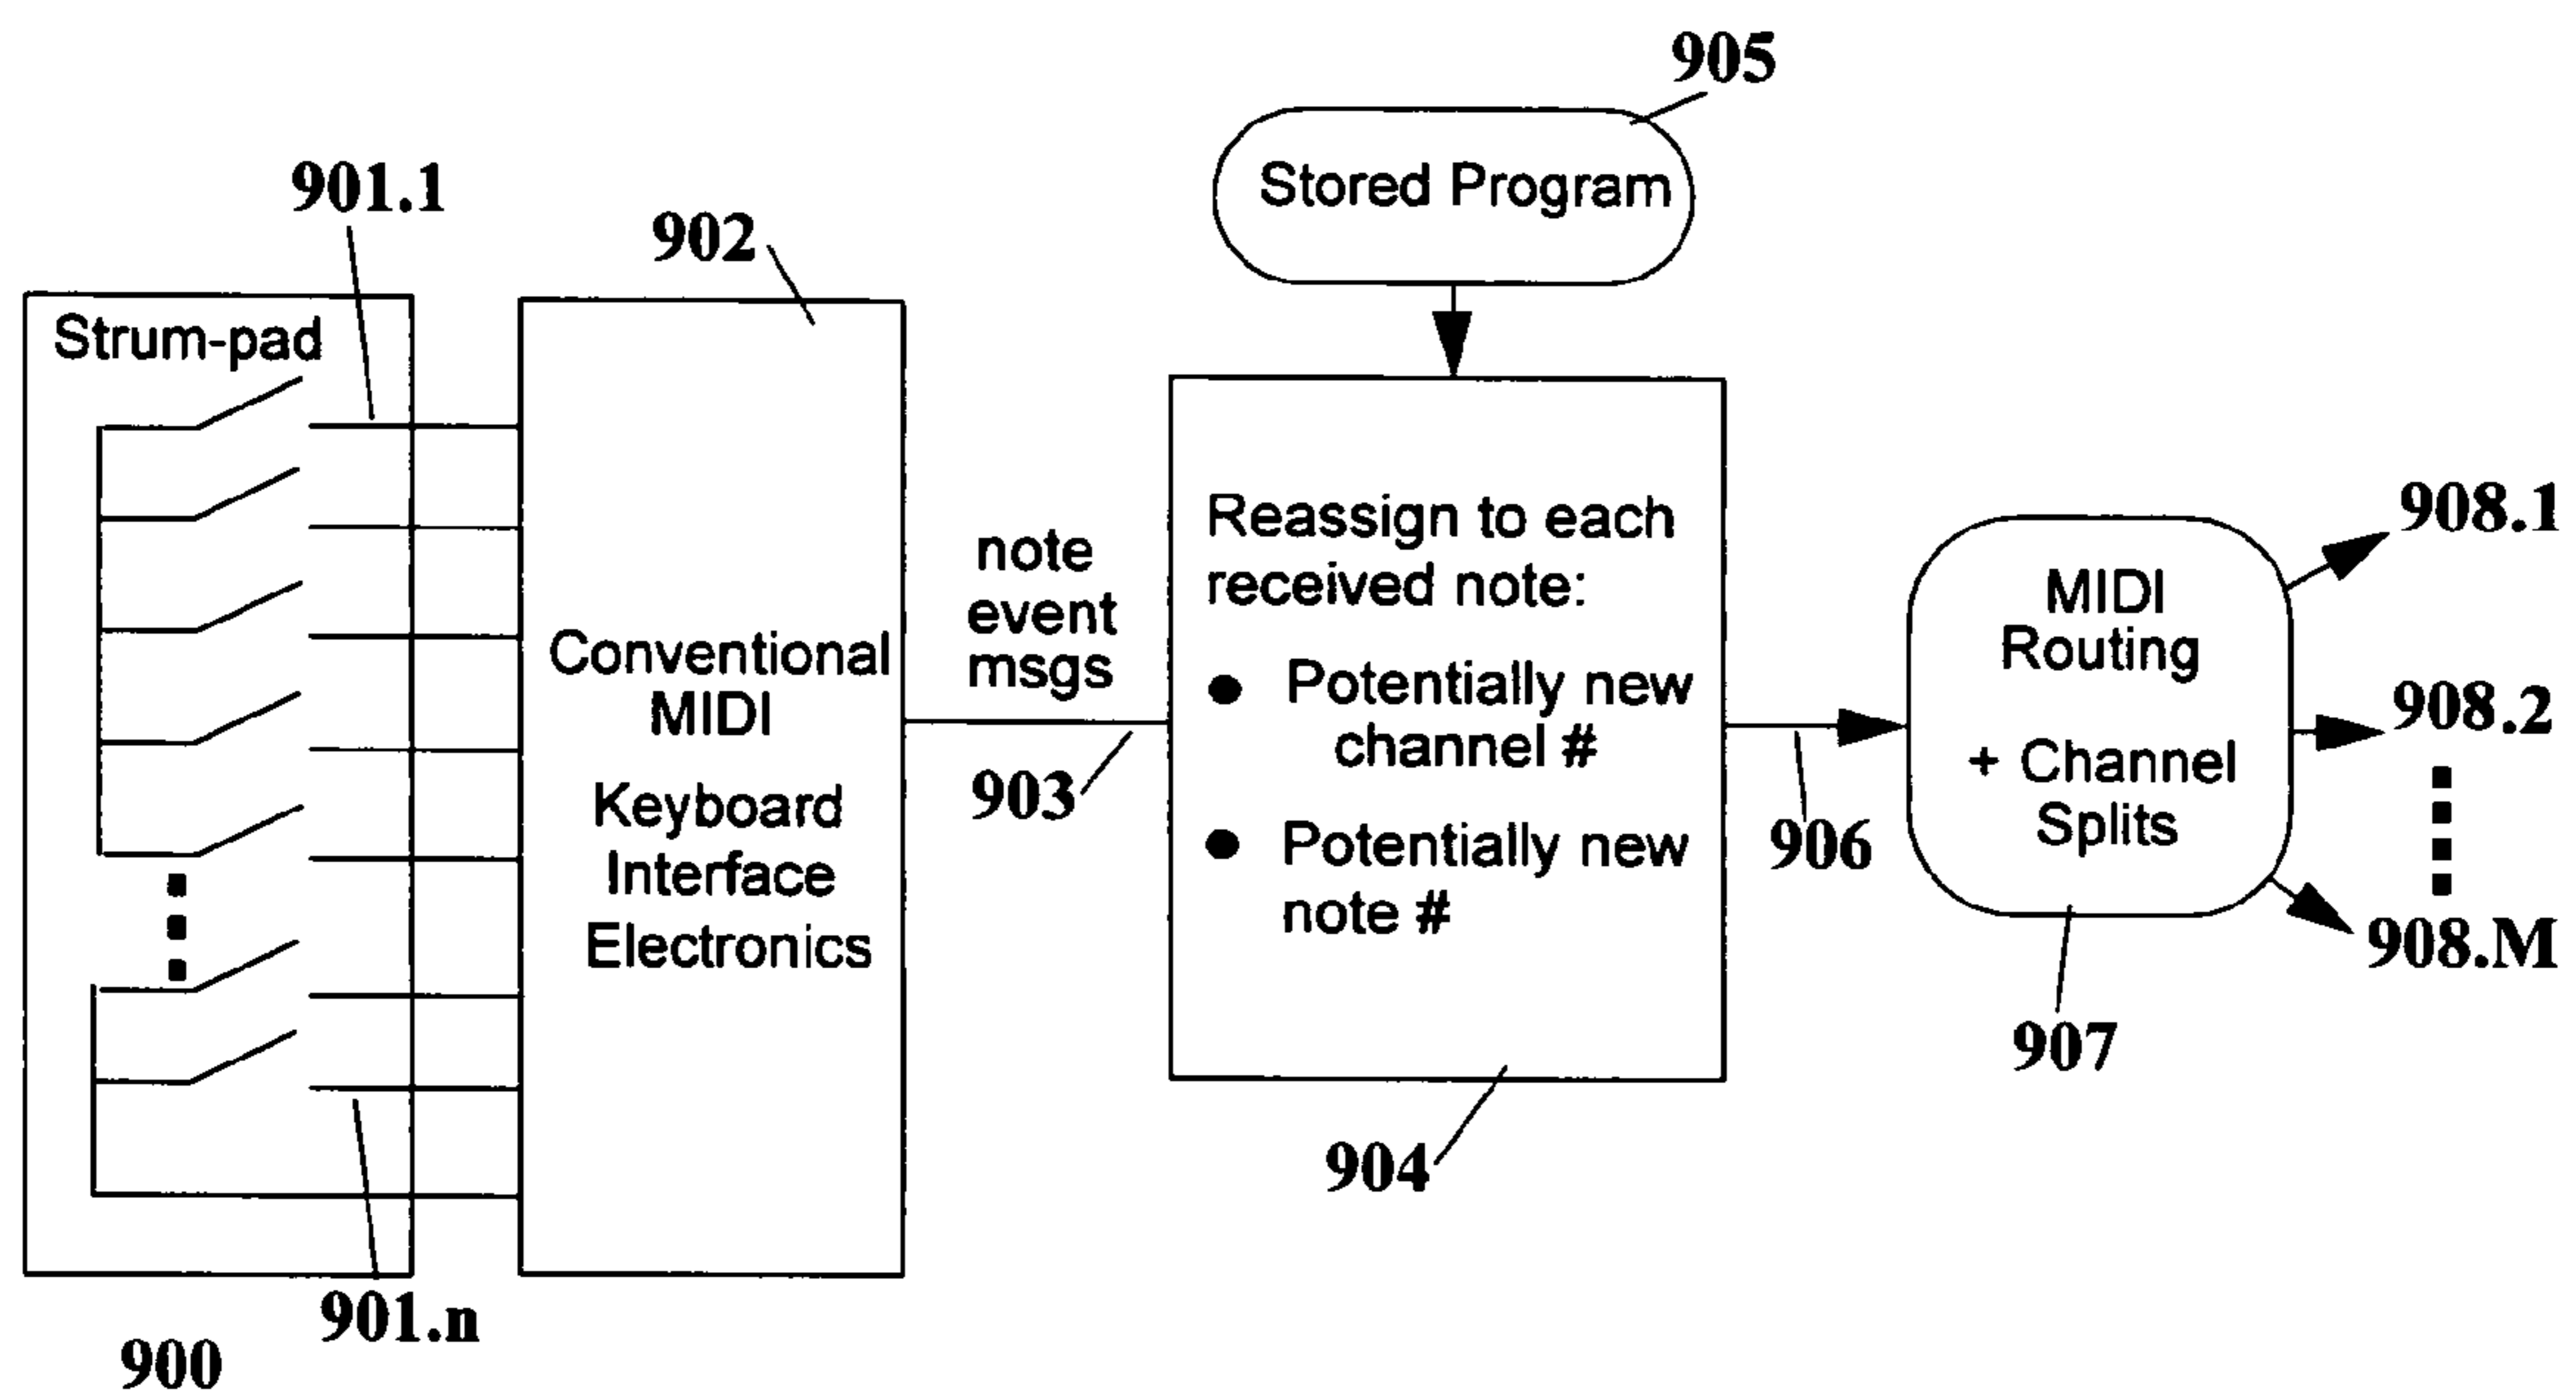 905
Stored Program
901.1
902
Strum-pad
Conventional
MIDI
Keyboard
Interface
Electronics
note
event
msgs
903
Reassign to each
received note:
● Potentially new
channel #
● Potentially new
note #
904
906
MIDI
Routing
+ Channel
Splits
907
908.1
908.2
908.M
901.n
900